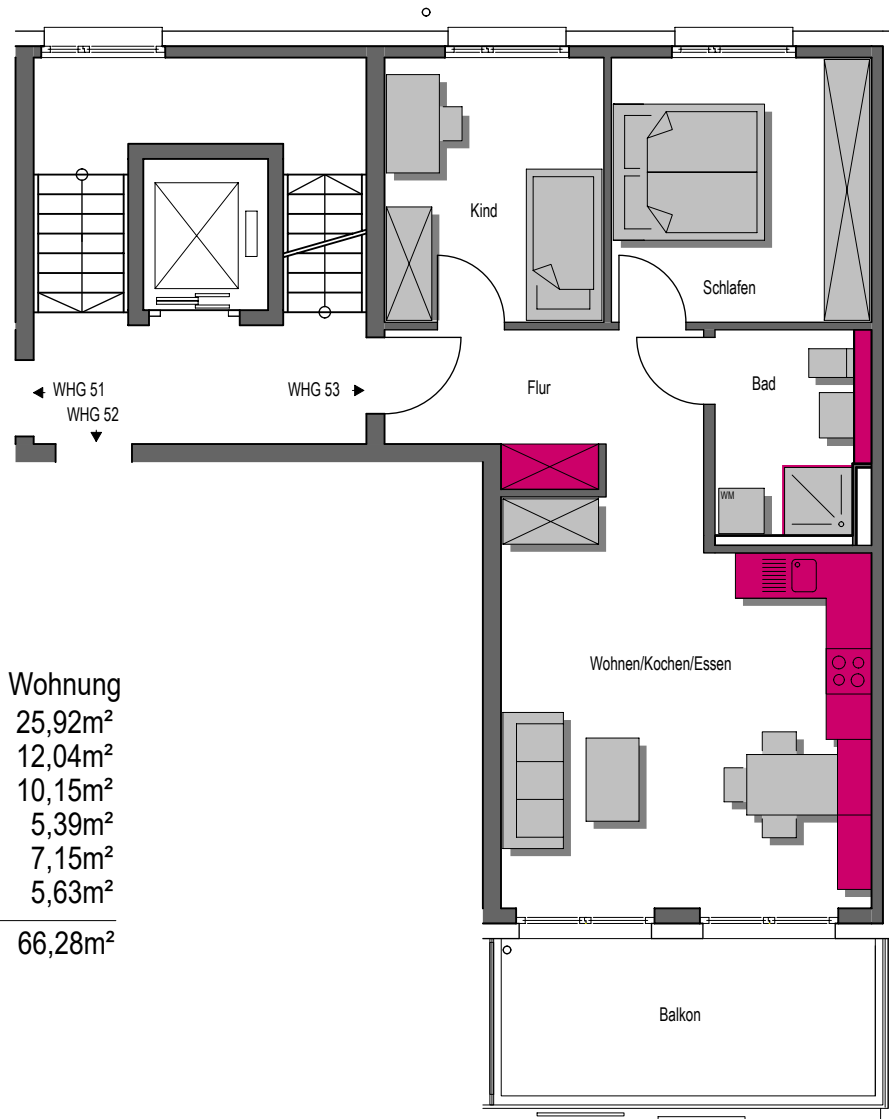 Kind
Schlafen
WHG 51
WHG 52
WHG 53
Flur
Bad
WM
Wohnen/Kochen/Essen
Wohnung
25,92m²
12,04m²
10,15m²
5,39m²
7,15m²
5,63m²
66,28m²
Balkon